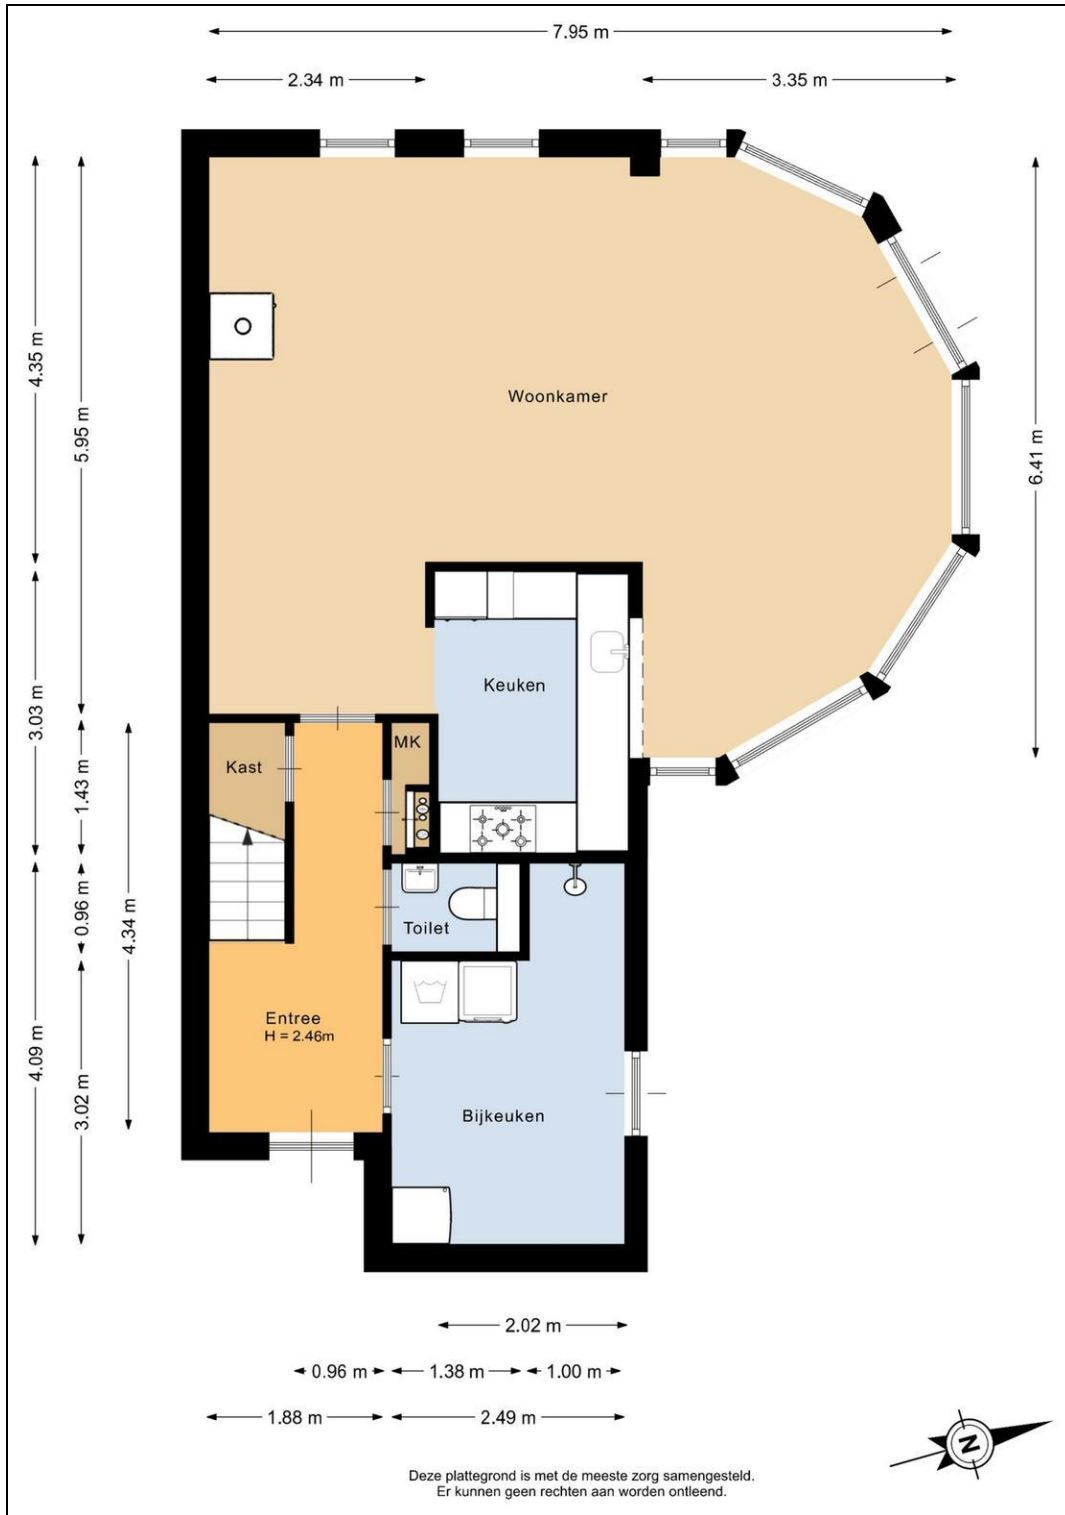 7.95 m
2.34 m
3.35 m
4.35 m
5.95 m
6.41 m
Woonkamer
Keuken
3.03 m
MK
Kast
1.43 m
0.96 m
4.34 m
Toilet
Entree
H = 2.46m
4.09 m
3.02 m
Bijkeuken
2.02 m
0.96 m
1.38 m
1.00 m
1.88 m
2.49 m
N
Deze plattegrond is met de meeste zorg samengesteld.
Er kunnen geen rechten aan worden ontleend.